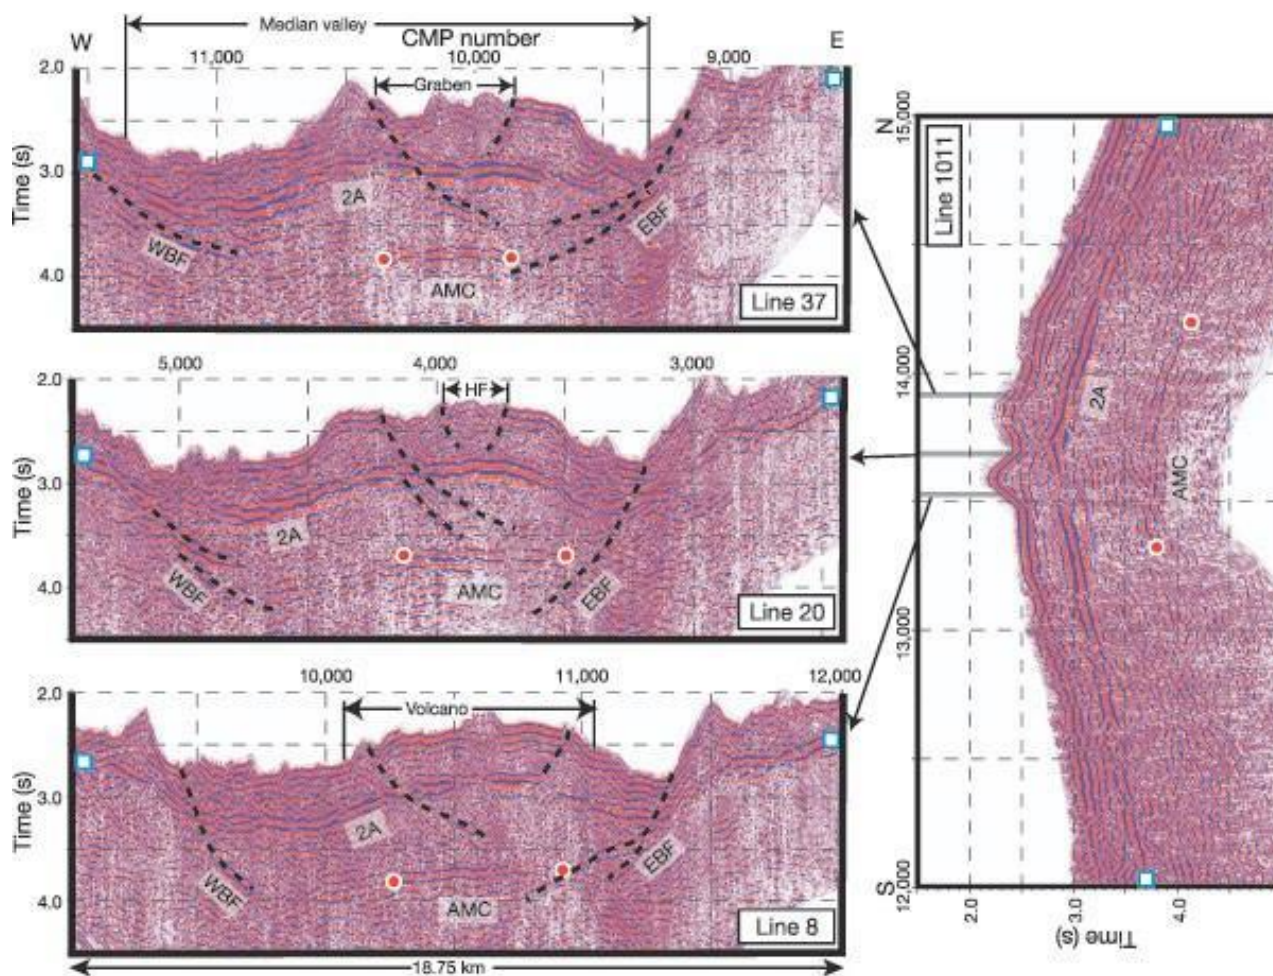 Median valley
W
CMP number
E
11,000
10,000
9,000
2.0
Graben
3.0
4.0
Time (s)
2A
WBF
EBF
AMC
Line 37
5,000
4,000
3,000
2.0
HF
3.0
4.0
Time (s)
2A
WBF
EBF
AMC
Line 20
10,000
11,000
12,000
2.0
Volcano
3.0
4.0
Time (s)
2A
WBF
EBF
AMC
Line 8
18.75 km
N
15,000
Line 1011
14,000
2A
AMC
13,000
S
12,000
2.0
3.0
4.0
Time (s)